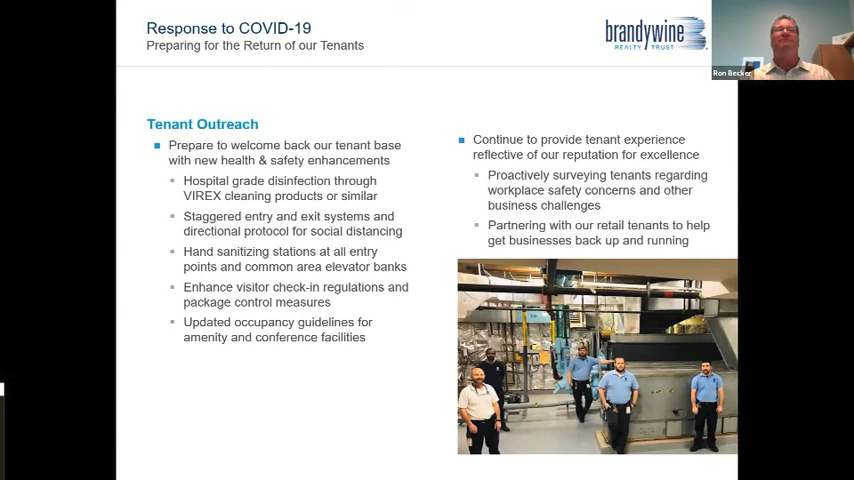 Response to COVID-19
Preparing for the Return of our Tenants
brandywine
REALTY TRUST
Ron Becker
Tenant Outreach
Prepare to welcome back our tenant base
with new health & safety enhancements
Hospital grade disinfection through
VIREX cleaning products or similar
Staggered entry and exit systems and
directional protocol for social distancing
Hand sanitizing stations at all entry
points and common area elevator banks
Enhance visitor check-in regulations and
package control measures
Updated occupancy guidelines for
amenity and conference facilities
Continue to provide tenant experience
reflective of our reputation for excellence
Proactively surveying tenants regarding
workplace safety concerns and other
business challenges
Partnering with our retail tenants to help
get businesses back up and running